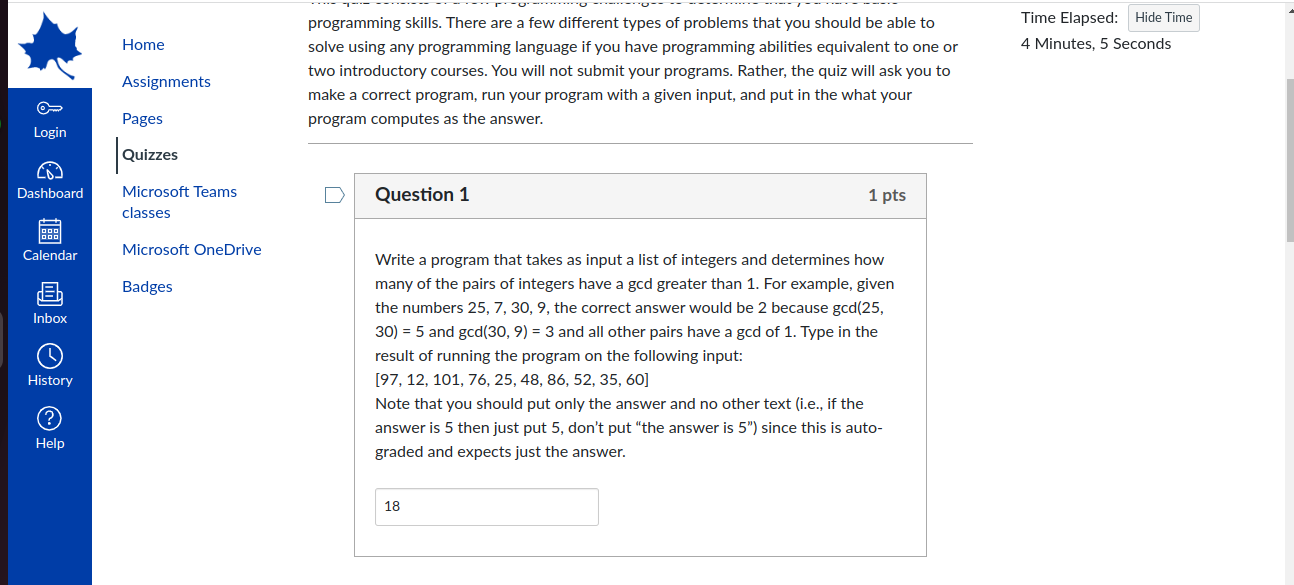 Login
Dashboard
Calendar
Inbox
History
Help
Home
Assignments
Pages
Quizzes
Microsoft Teams
classes
Microsoft OneDrive
Badges
programming skills. There are a few different types of problems that you should be able to
solve using any programming language if you have programming abilities equivalent to one or
two introductory courses. You will not submit your programs. Rather, the quiz will ask you to
make a correct program, run your program with a given input, and put in the what your
program computes as the answer.
Question 1
1 pts
Write a program that takes as input a list of integers and determines how
many of the pairs of integers have a gcd greater than 1. For example, given
the numbers 25, 7, 30, 9, the correct answer would be 2 because gcd(25,
30) = 5 and gcd(30, 9) = 3 and all other pairs have a gcd of 1. Type in the
result of running the program on the following input:
[97, 12, 101, 76, 25, 48, 86, 52, 35, 60]
Note that you should put only the answer and no other text (i.e., if the
answer is 5 then just put 5, don't put “the answer is 5”) since this is auto-
graded and expects just the answer.
18
Time Elapsed:
Hide Time
4 Minutes, 5 Seconds